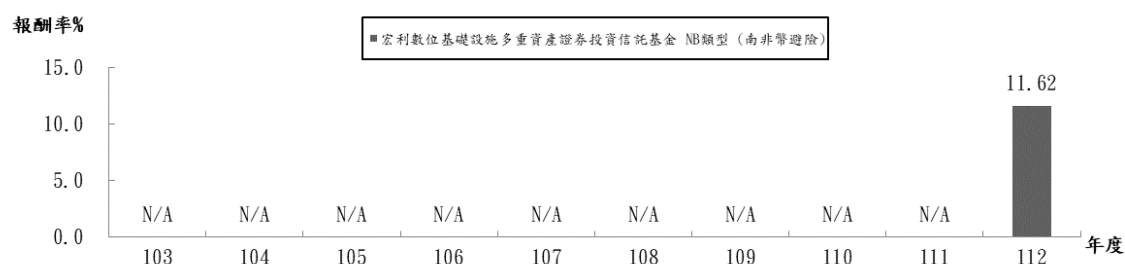 報酬率%
■宏利數位基礎設施多重資產證券投資信託基金 NB類型 (南非幣避險)
15.0
11.62
10.0
5.0
N/A N/A N/A N/A N/A N/A N/A N/A N/A
0.0
103 104 105 106 107 108 109 110 111 112
年度